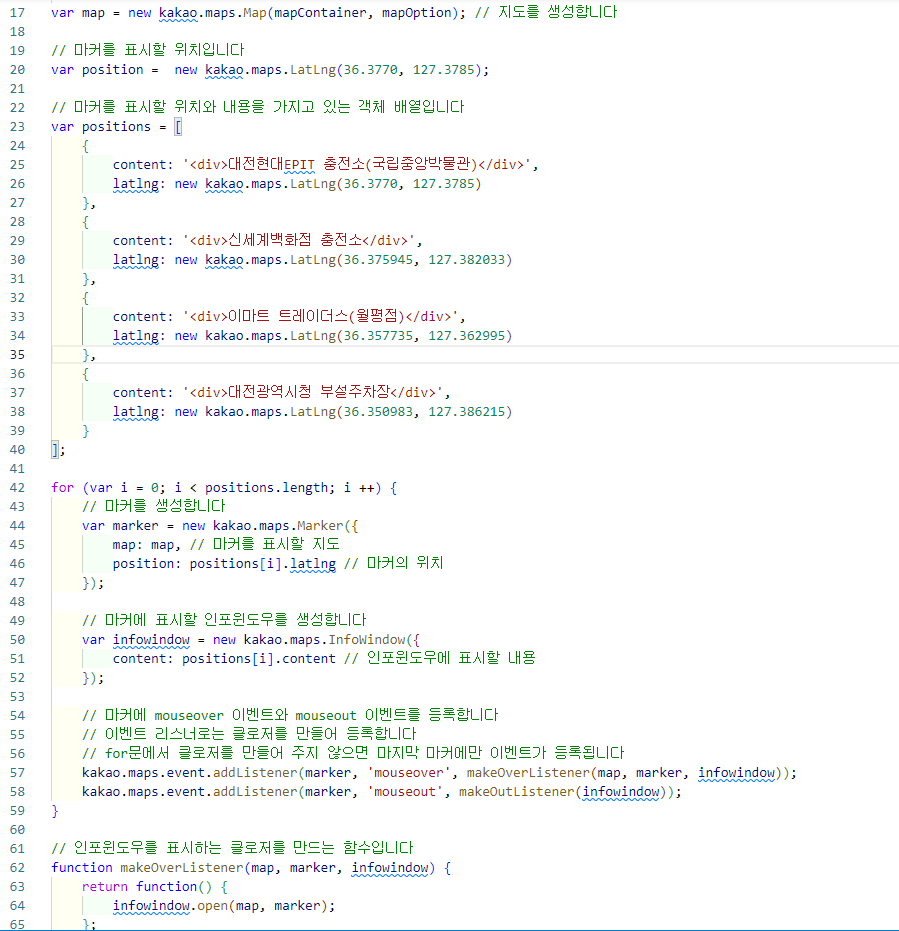 17 var map = new kakao.maps.Map(mapContainer, mapOption); // 지도를 생성합니다
18
19 // 마커를 표시할 위치입니다
20 var position =  new kakao.maps.LatLng(36.3770, 127.3785);
21
22 // 마커를 표시할 위치와 내용을 가지고 있는 객체 배열입니다
23 var positions = [
24     {
25         content: '<div>대전현대EPIT 충전소(국립중앙박물관)</div>',
26         latlng: new kakao.maps.LatLng(36.3770, 127.3785)
27     },
28     {
29         content: '<div>신세계백화점 충전소</div>',
30         latlng: new kakao.maps.LatLng(36.375945, 127.382033)
31     },
32     {
33         content: '<div>이마트 트레이더스(월평점)</div>',
34         latlng: new kakao.maps.LatLng(36.357735, 127.362995)
35     },
36     {
37         content: '<div>대전광역시청 부설주차장</div>',
38         latlng: new kakao.maps.LatLng(36.350983, 127.386215)
39     }
40 ];
41
42 for (var i = 0; i < positions.length; i ++) {
43     // 마커를 생성합니다
44     var marker = new kakao.maps.Marker({
45         map: map, // 마커를 표시할 지도
46         position: positions[i].latlng // 마커의 위치
47     });
48
49     // 마커에 표시할 인포윈도우를 생성합니다
50     var infowindow = new kakao.maps.InfoWindow({
51         content: positions[i].content // 인포윈도우에 표시할 내용
52     });
53
54     // 마커에 mouseover 이벤트와 mouseout 이벤트를 등록합니다
55     // 이벤트 리스너로는 클로저를 만들어 등록합니다
56     // for문에서 클로저를 만들어 주지 않으면 마지막 마커에만 이벤트가 등록됩니다
57     kakao.maps.event.addListener(marker, 'mouseover', makeOverListener(map, marker, infowindow));
58     kakao.maps.event.addListener(marker, 'mouseout', makeOutListener(infowindow));
59 }
60
61 // 인포윈도우를 표시하는 클로저를 만드는 함수입니다
62 function makeOverListener(map, marker, infowindow) {
63     return function() {
64         infowindow.open(map, marker);
65     };